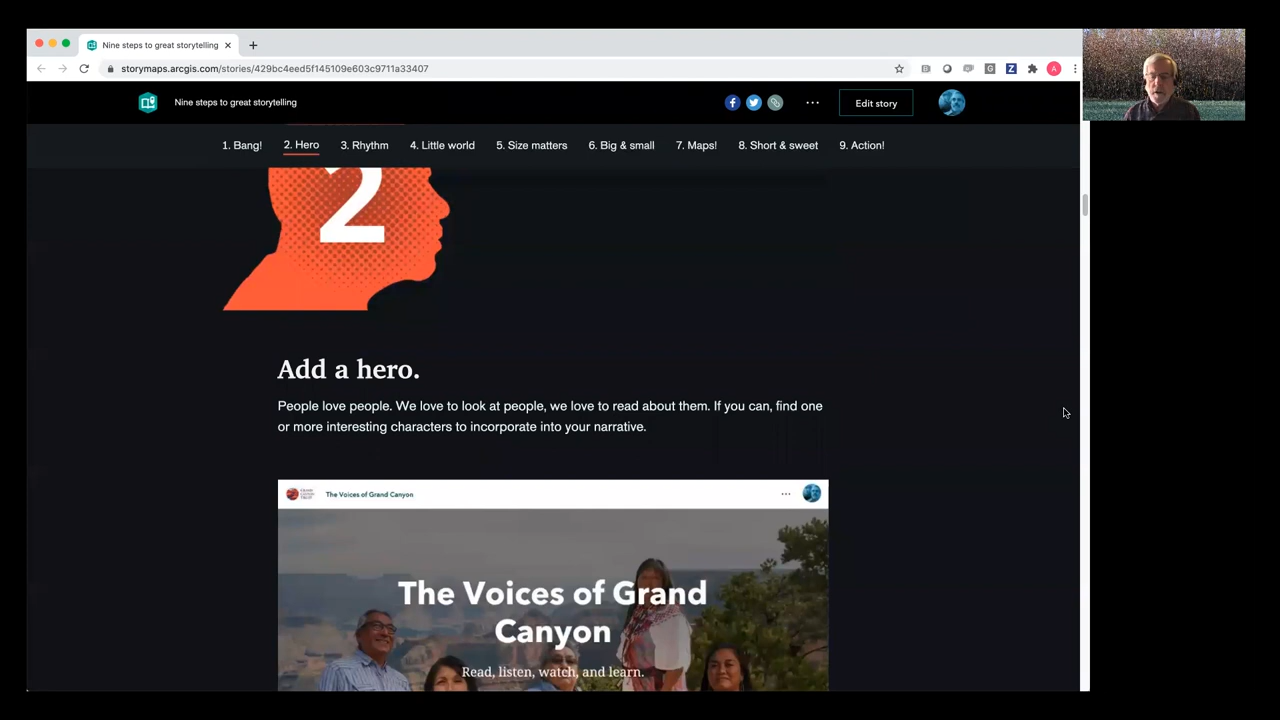 Nine steps to great storytelling
storymaps.arcgis.com/stories/429bc4eed5f145109e603c9711a33407
A
Nine steps to great storytelling
Edit story
1. Bang! 2. Hero 3. Rhythm 4. Little world 5. Size matters 6. Big & small 7. Maps! 8. Short & sweet 9. Action!
2
Add a hero.
People love people. We love to look at people, we love to read about them. If you can, find one
or more interesting characters to incorporate into your narrative.
The Voices of Grand Canyon
The Voices of Grand
Canyon
Read, listen, watch, and learn.